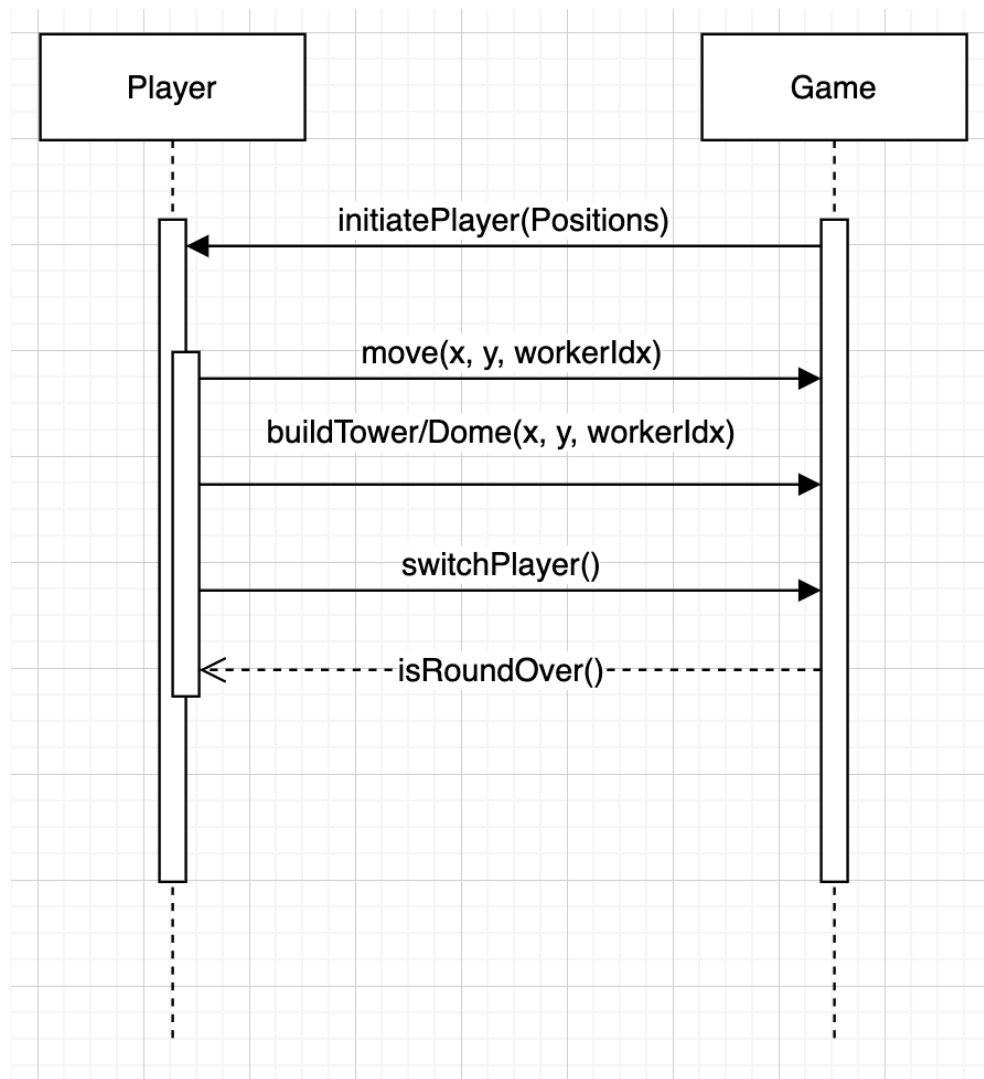 Player
Game
initiatePlayer(Positions)
move(x, y, workerIdx)
buildTower/Dome(x, y, workerIdx)
switchPlayer()
isRoundOver()